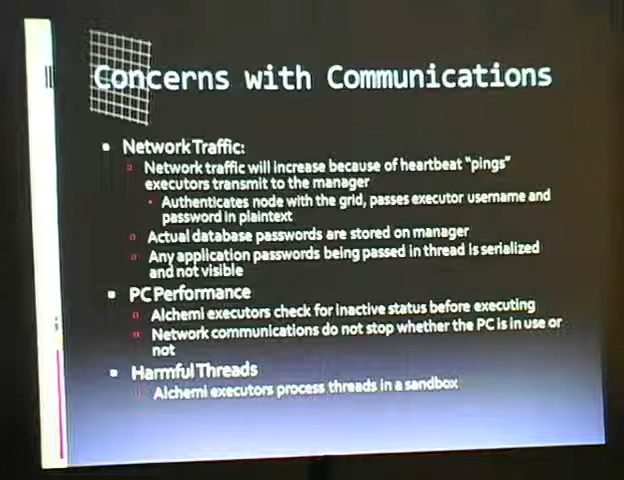 Concerns with Communications
Network Traffic:
Network traffic will increase because of heartbeat "pings"
executors transmit to the manager
Authenticates node with the grid, passes executor username and
password in plaintext
Actual database passwords are stored on manager
Any application passwords being passed in thread is serialized
and not visible
PC Performance
Alchemi executors check for inactive status before executing
Network communications do not stop whether the PC is in use or
not
Harmful Threads
Alchemi executors process threads in a sandbox